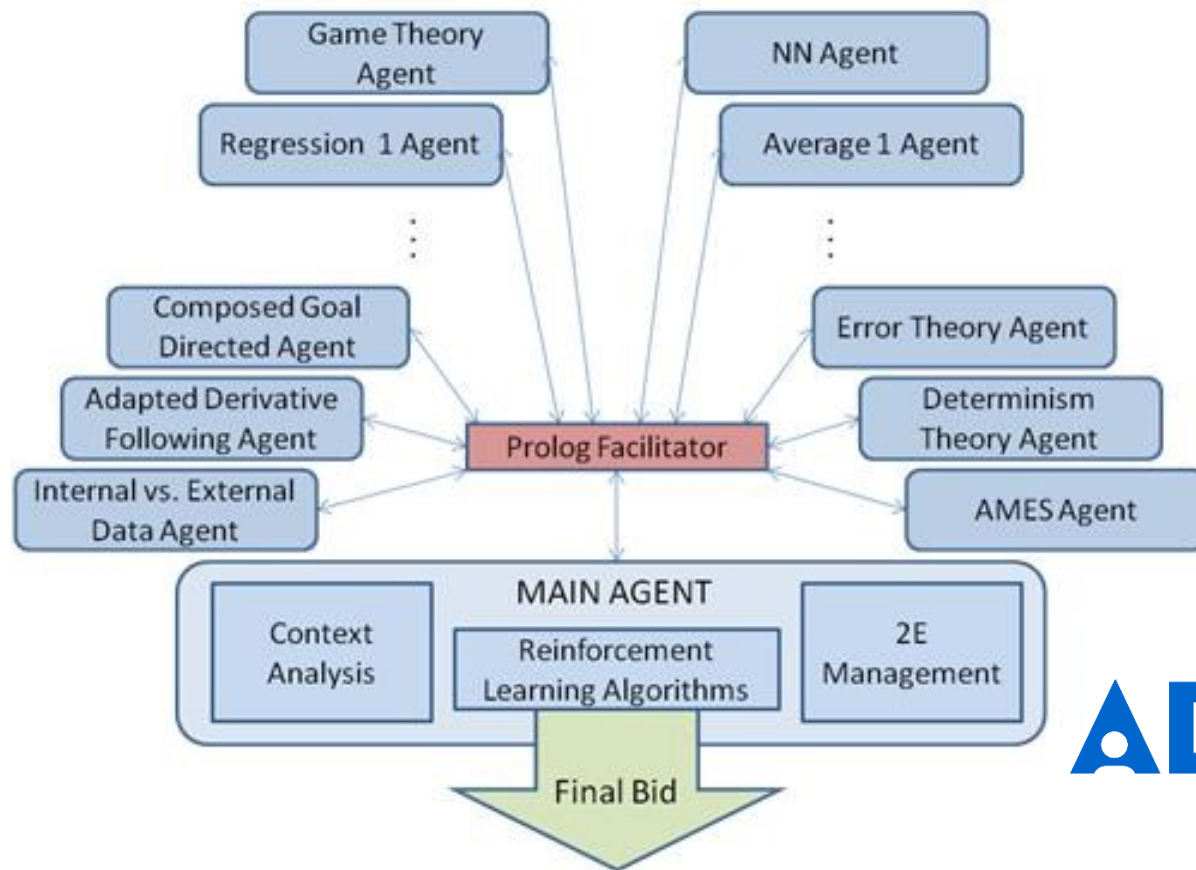 Game Theory
Agent
NN Agent
Regression 1 Agent
Average 1 Agent
Composed Goal
Directed Agent
Error Theory Agent
Adapted Derivative
Following Agent
Determinism
Theory Agent
Prolog Facilitator
Internal vs. External
Data Agent
AMES Agent
MAIN AGENT
Context
Analysis
Reinforcement
Learning Algorithms
2E
Management
Final Bid